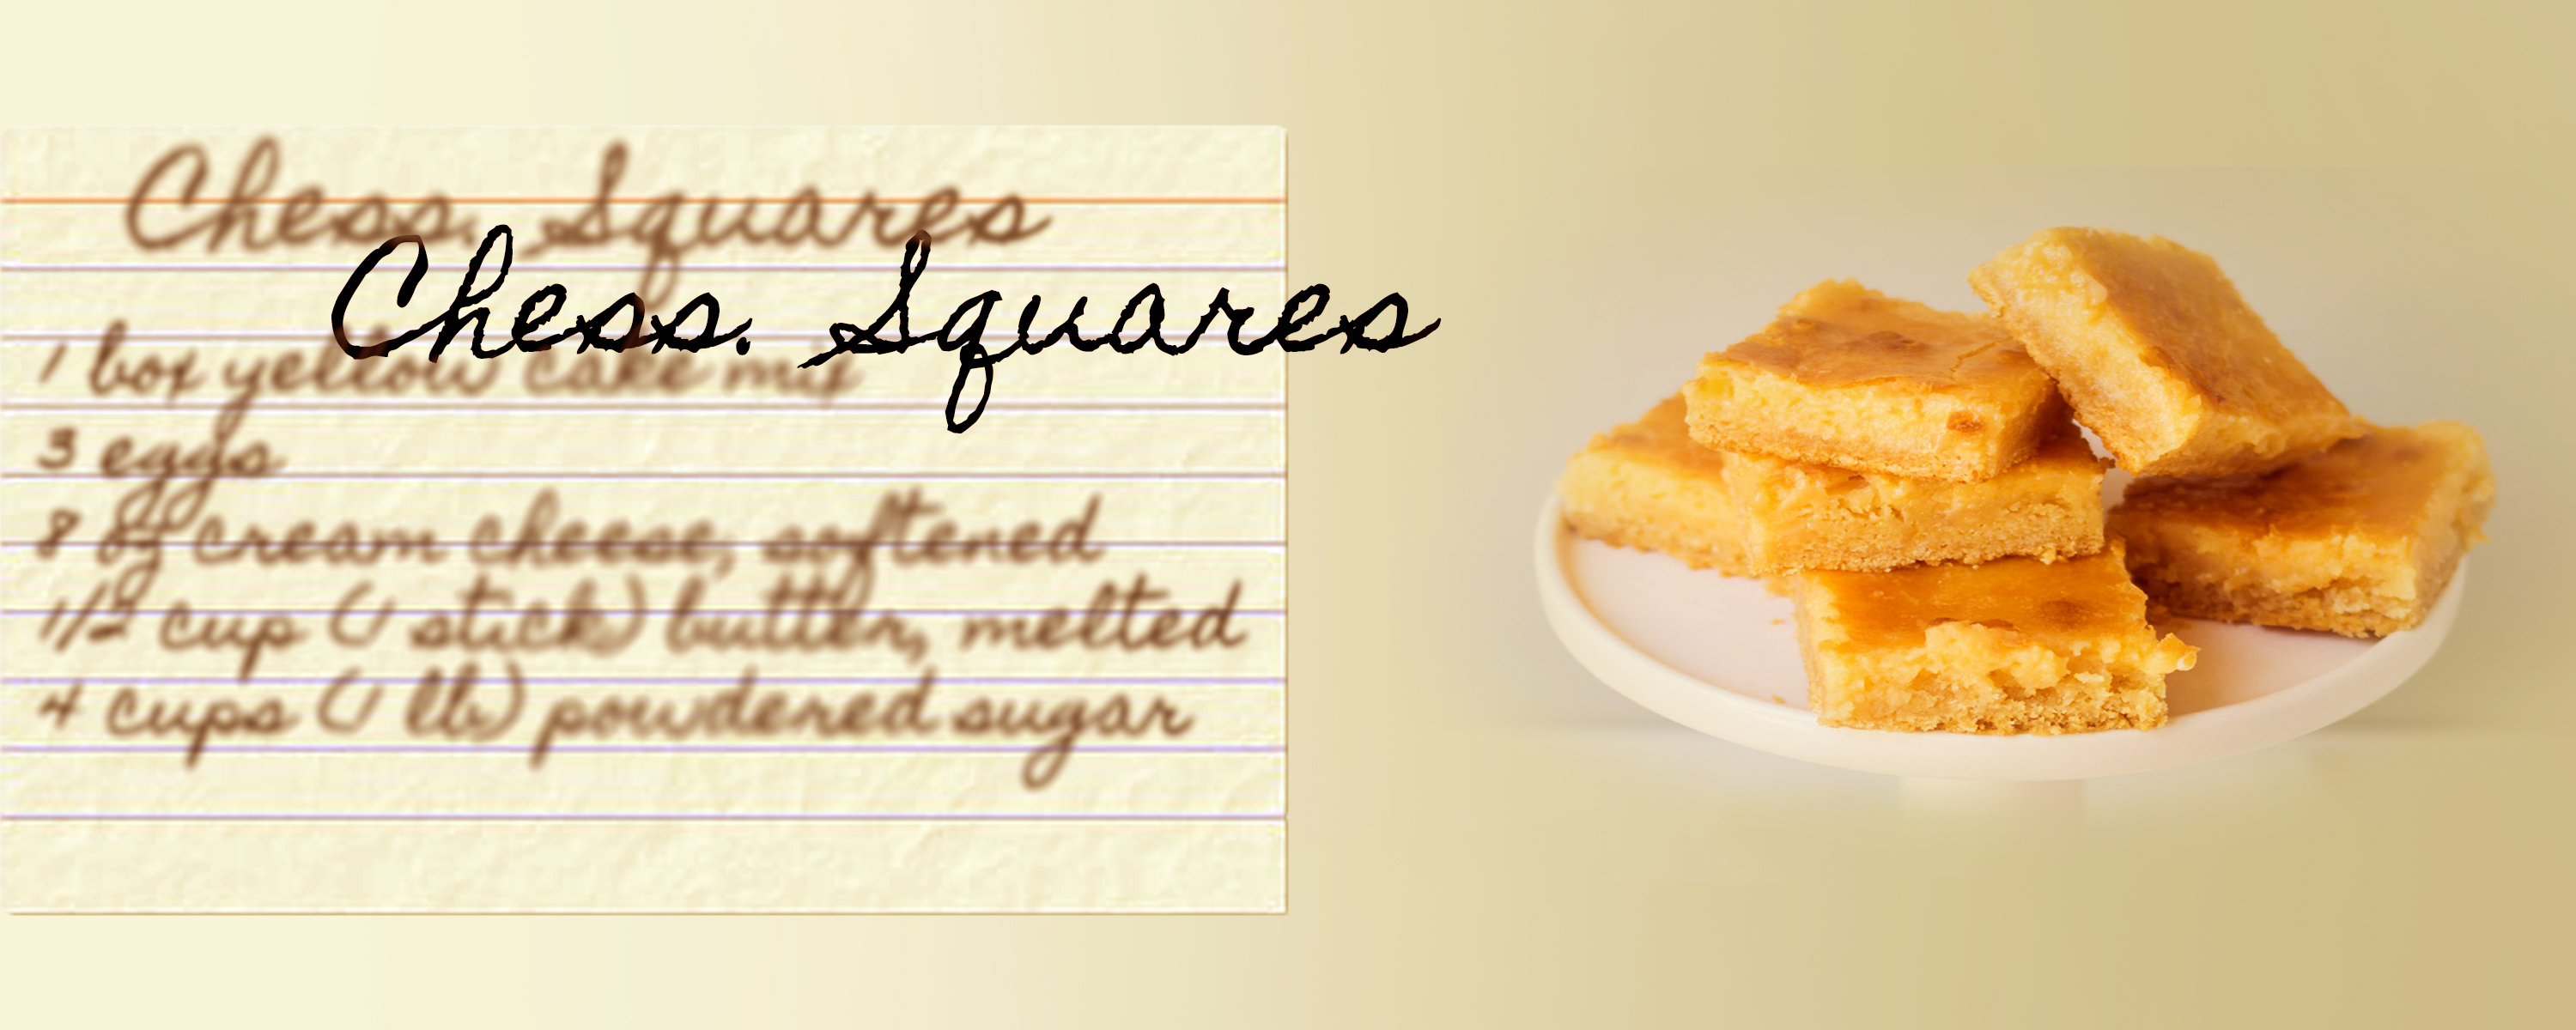 Chess. Squares
Chess. Squares
1 box yellow cake mix
3 eggs
8 oz cream cheese, softened
1/2 cup (1 stick) butter, melted
4 cups (1 lb) powdered sugar